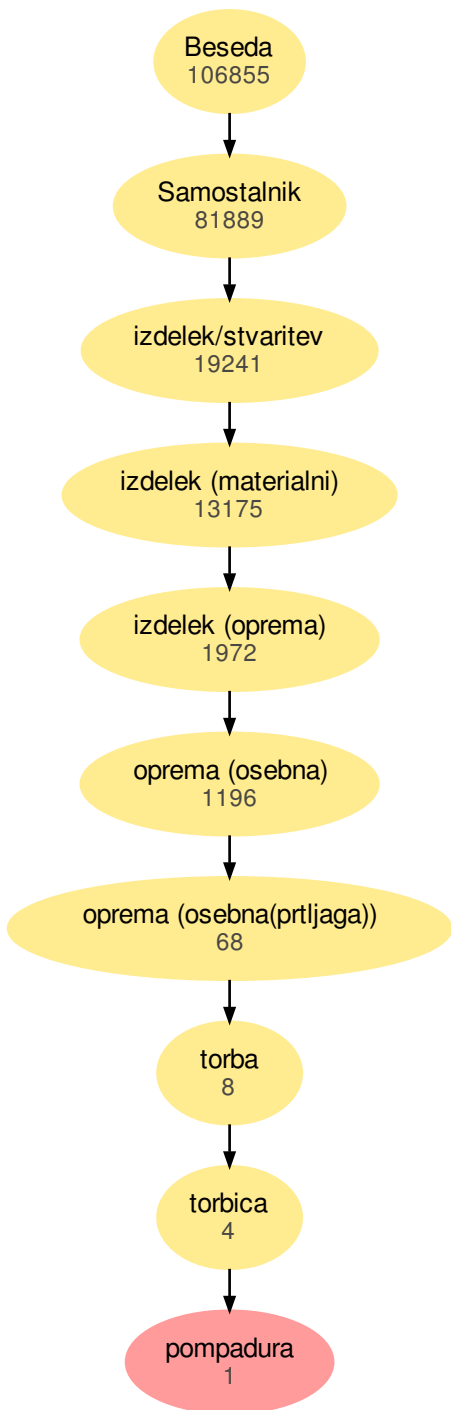 Beseda
106855
Samostalnik
81889
izdelek/stvaritev
19241
izdelek (materialni)
13175
izdelek (oprema)
1972
oprema (osebna)
1196
oprema (osebna(prtljaga))
68
torba
8
torbica
4
pompadura
1